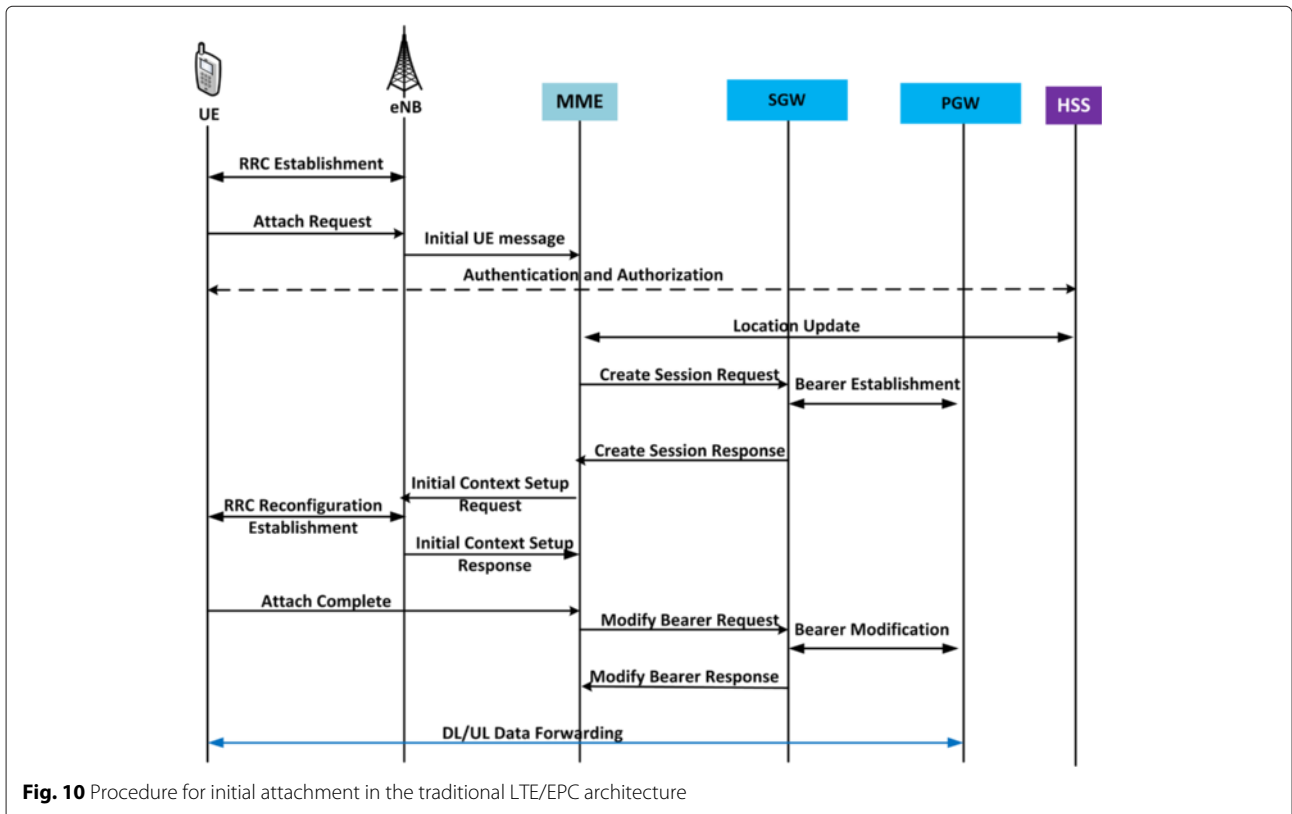 UE
eNB
MME
SGW
PGW
HSS
RRC Establishment
Attach Request
Initial UE message
Authentication and Authorization
Location Update
Create Session Request
Bearer Establishment
Create Session Response
Initial Context Setup
Request
RRC Reconfiguration
Establishment
Initial Context Setup
Response
Attach Complete
Modify Bearer Request
Bearer Modification
Modify Bearer Response
DL/UL Data Forwarding
Fig. 10 Procedure for initial attachment in the traditional LTE/EPC architecture